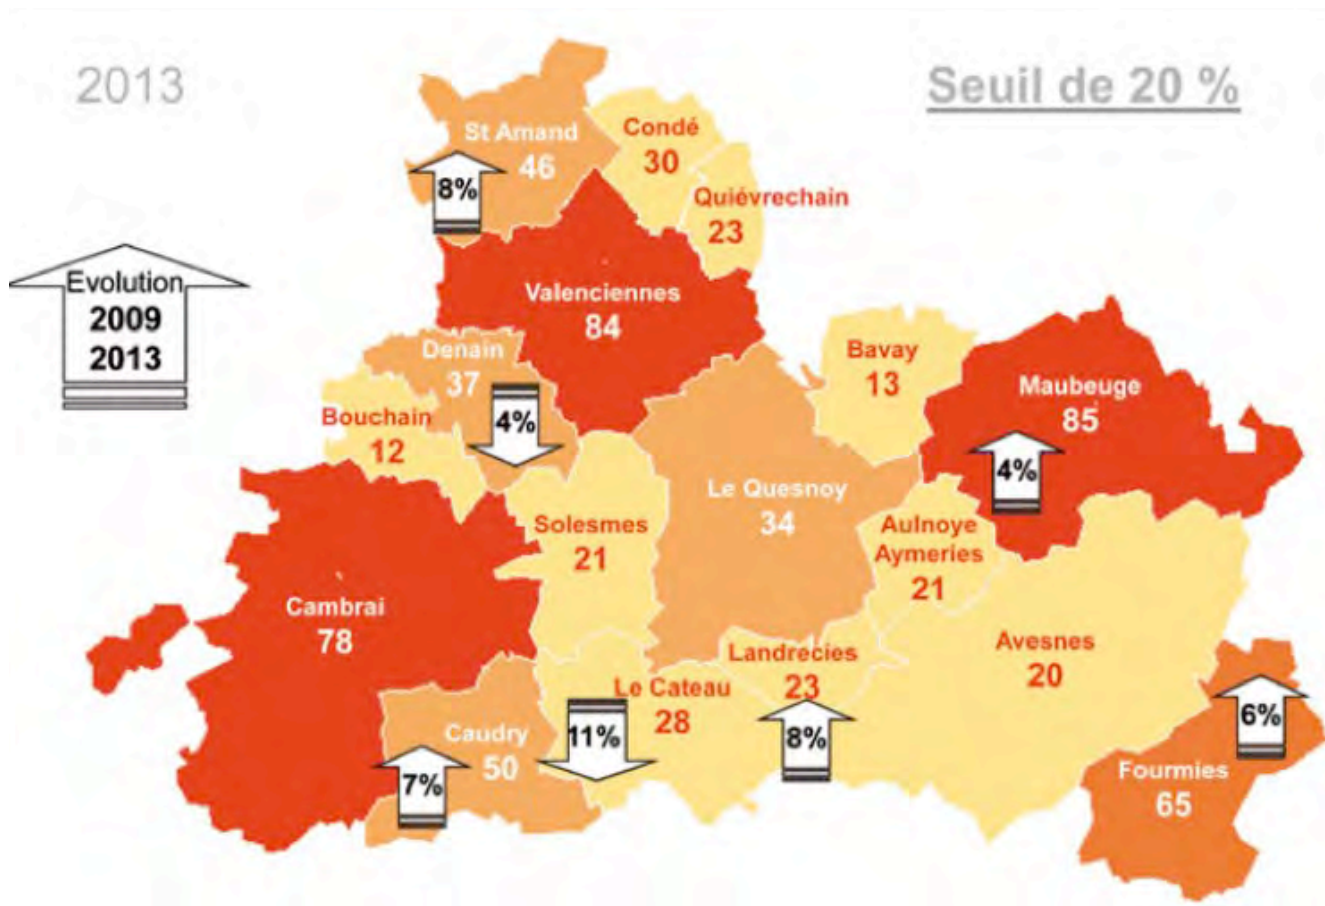 2013
Seuil de 20 %
St Amand
46
8%
Condé
30
Quiévrechain
23
Evolution
2009
2013
Valenciennes
84
Denain
37
4%
Bouchain
12
Bavay
13
Maubeuge
85
4%
Le Quesnoy
34
Solesmes
21
Aulnoye
Aymeries
21
Cambrai
78
Landrecies
23
8%
Avesnes
20
Le Cateau
28
11%
Caudry
50
7%
6%
Fourmies
65